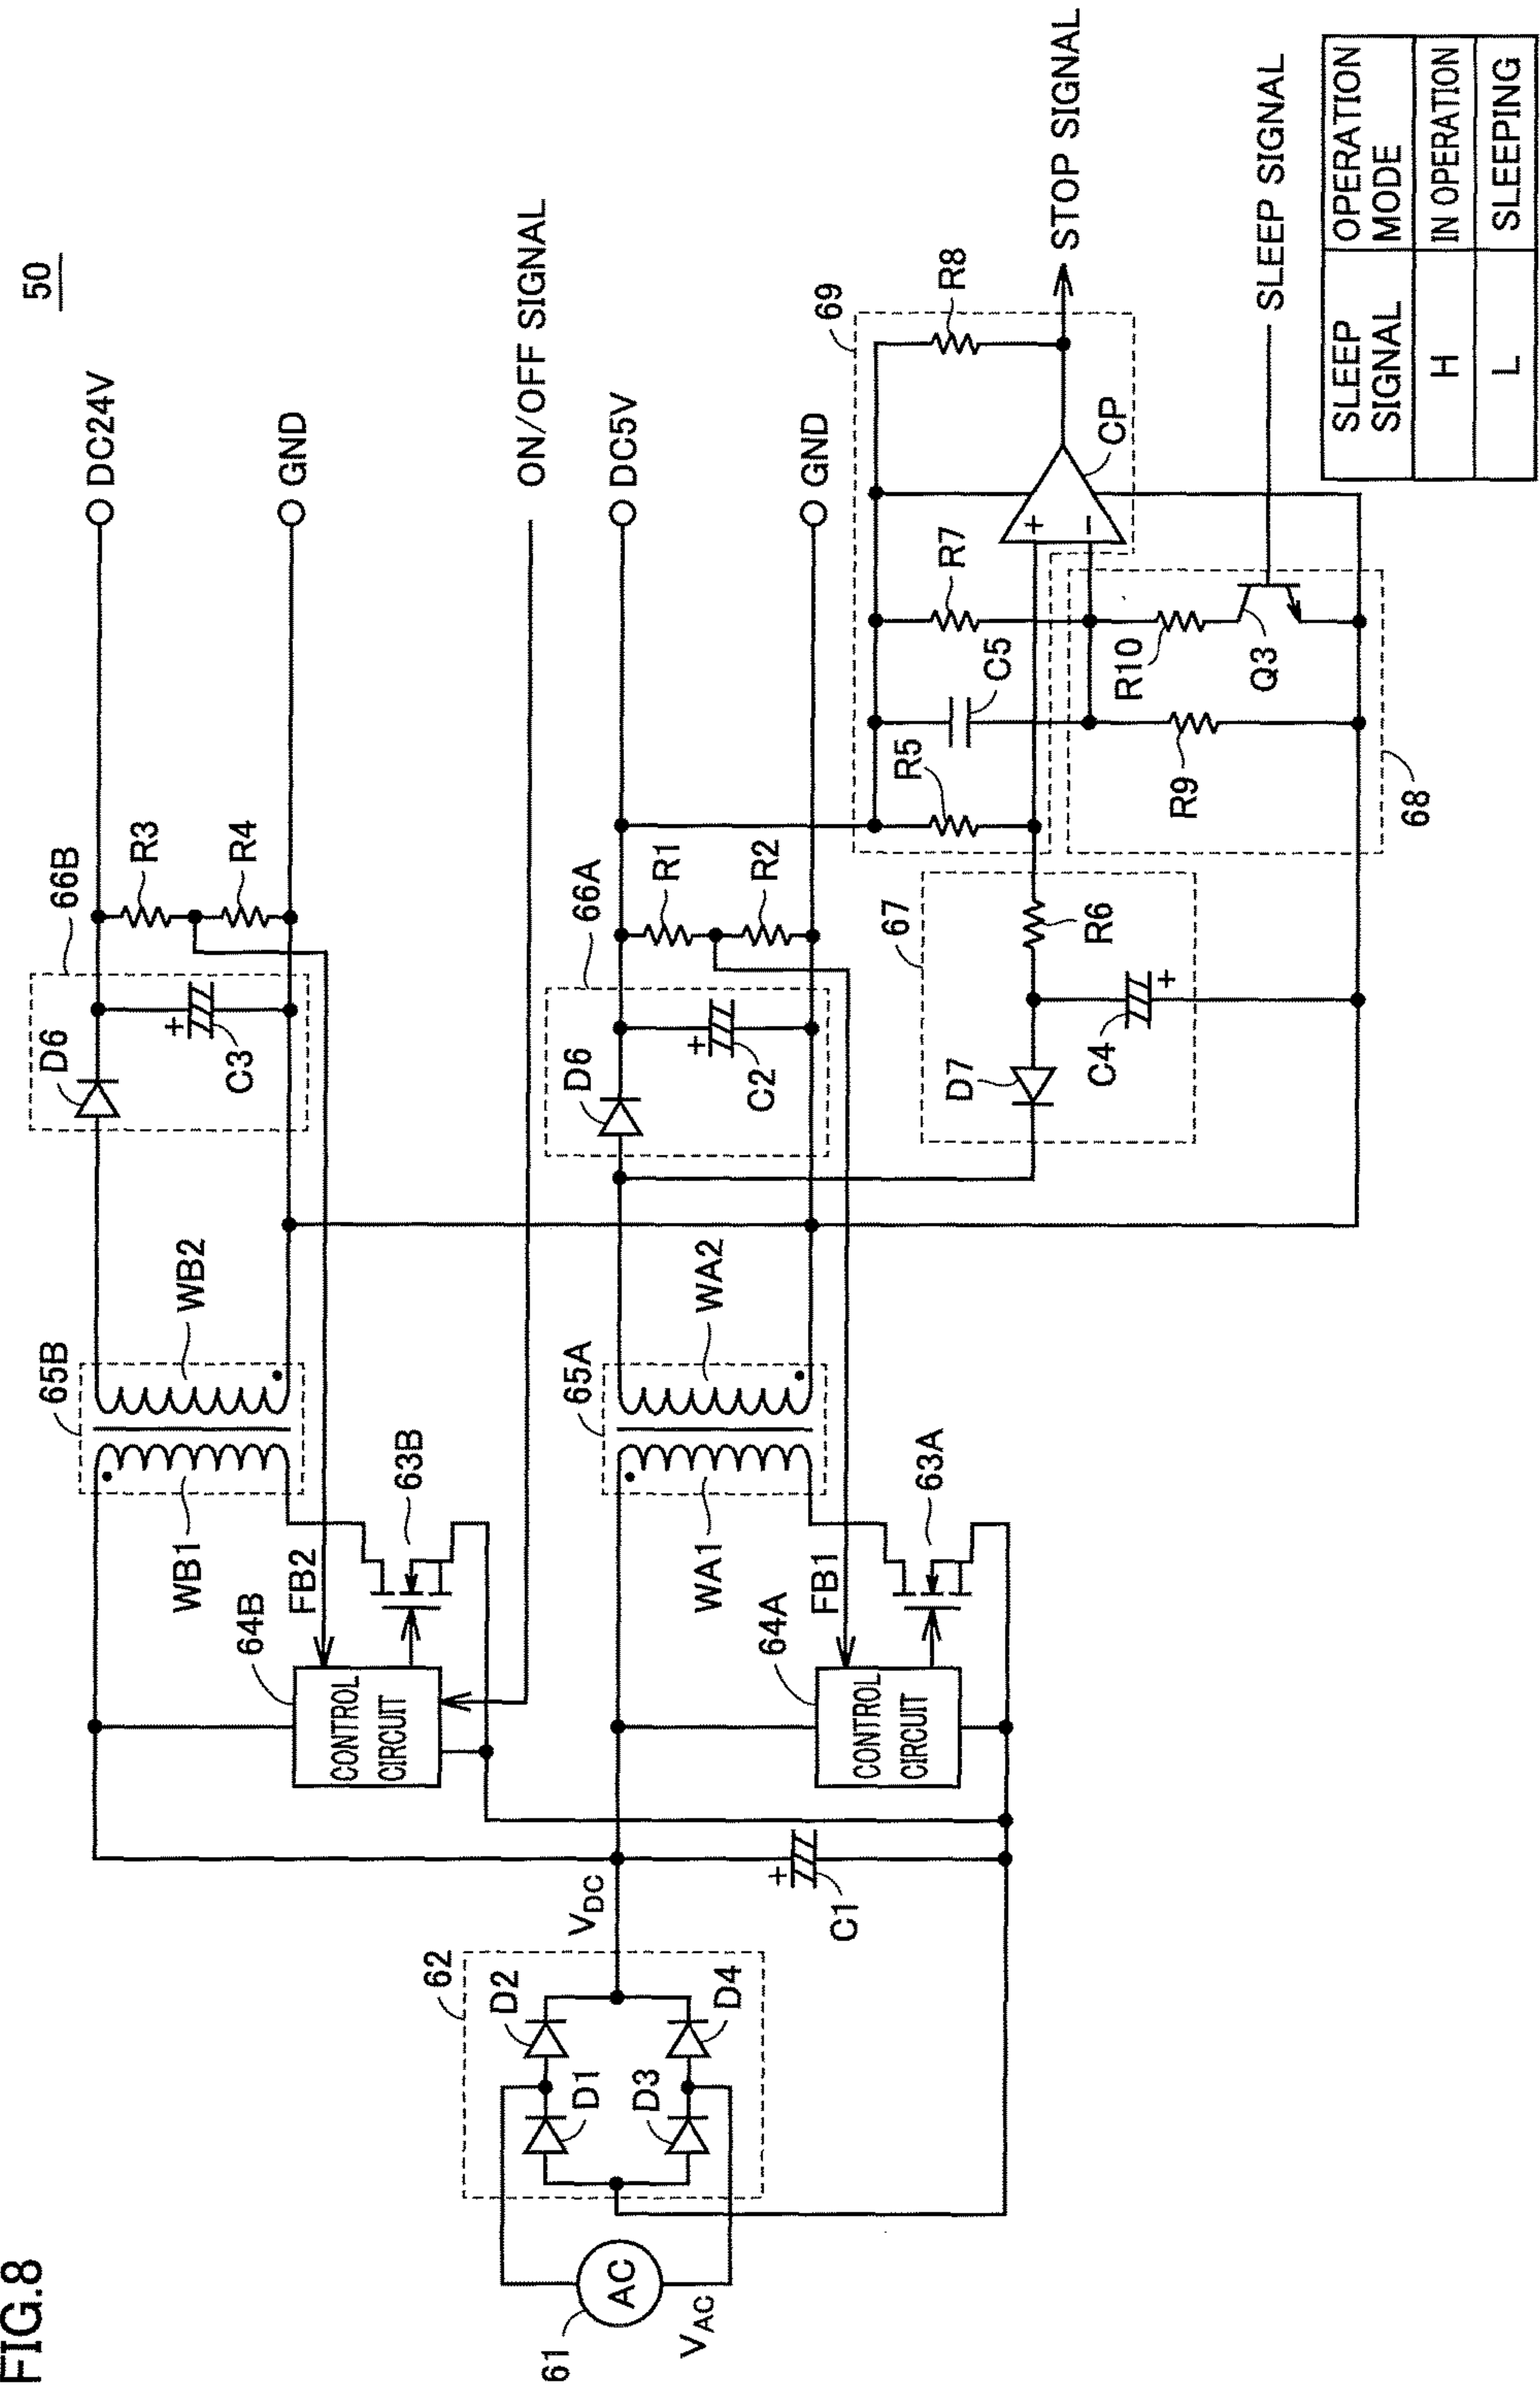 FIG.8
50
65B
WB1
WB2
66B
D6
C3
+
R3
R4
DC24V
GND
64B
CONTROL
CIRCUIT
FB2
63B
ON/OFF SIGNAL
62
D2
D1
D3
D4
61
AC
VAC
VDC
+
C1
65A
WA1
WA2
66A
D6
C2
+
R1
R2
DC5V
GND
64A
CONTROL
CIRCUIT
FB1
63A
67
D7
C4
+
R6
69
R5
C5
R7
R8
+
−
CP
STOP SIGNAL
68
R9
R10
Q3
SLEEP SIGNAL
SLEEP
SIGNAL
OPERATION
MODE
H
IN OPERATION
L
SLEEPING